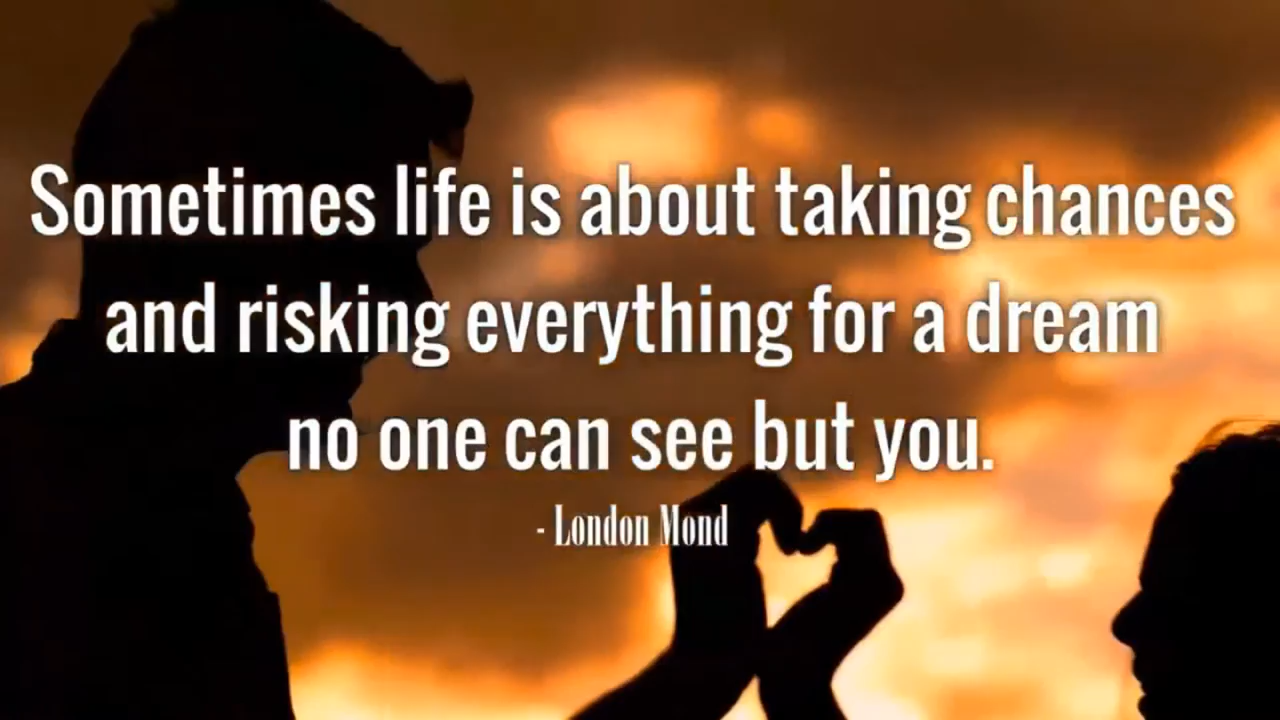 Sometimes life is about taking chances
and risking everything for a dream
no one can see but you.
- London Mond